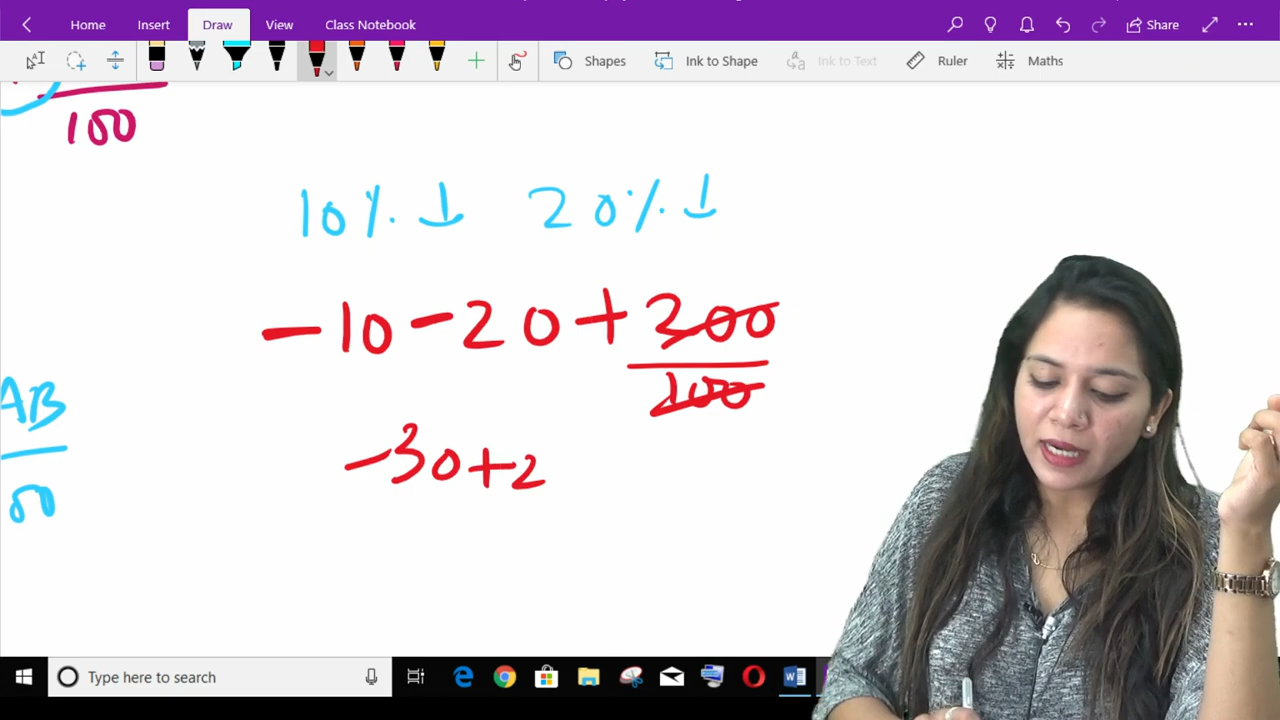 Home Insert Draw View Class Notebook Share
Shapes Ink to Shape Ink to Text Ruler Maths
100
10% ↓ 20% ↓
-10 -20 + 200
100
AB
00
-30+2
Type here to search